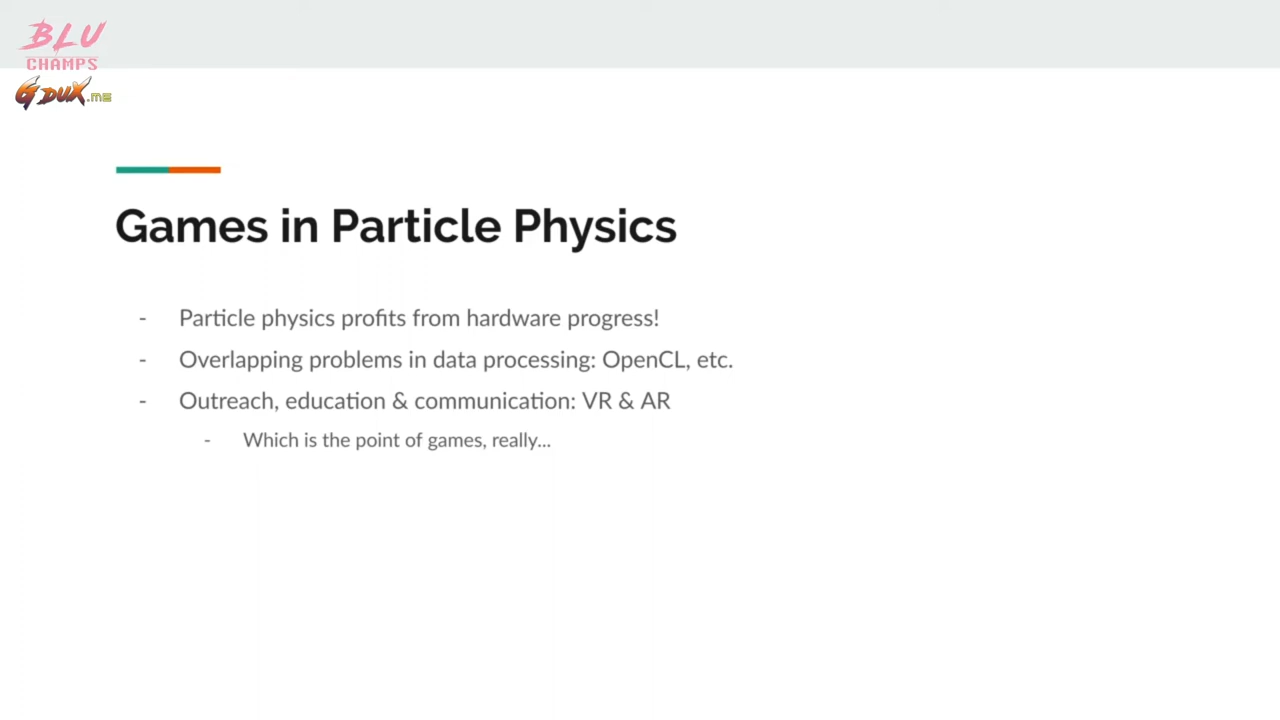 BLU
CHAMPS
G DUX.ME
Games in Particle Physics
- Particle physics profits from hardware progress!
- Overlapping problems in data processing: OpenCL, etc.
- Outreach, education & communication: VR & AR
- Which is the point of games, really...